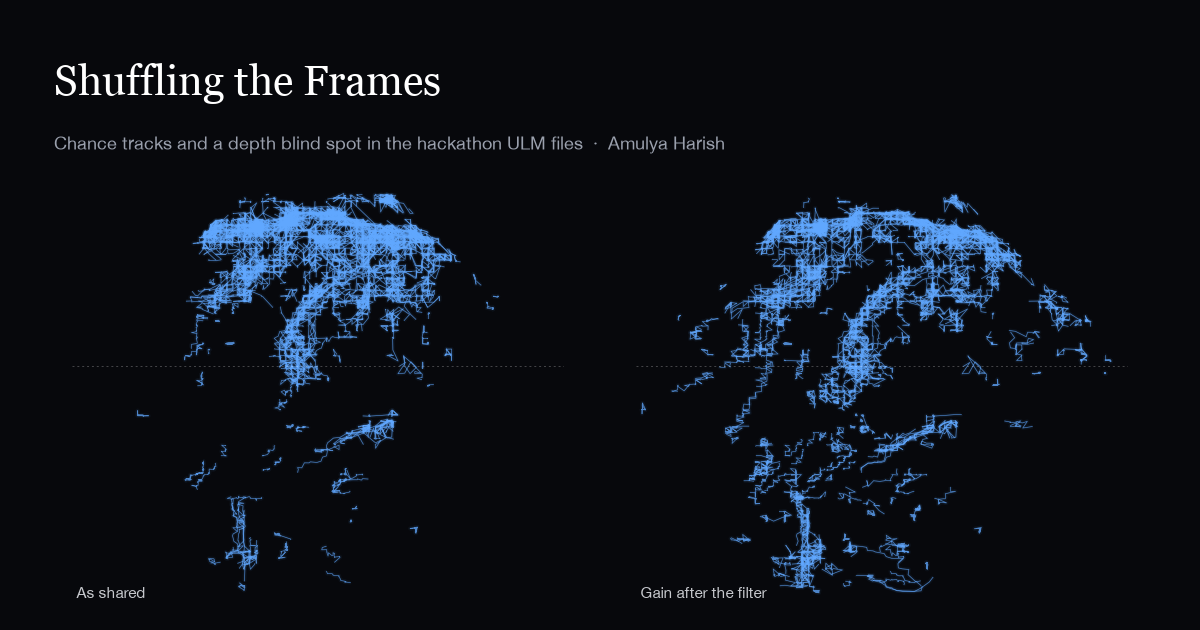 Shuffling the Frames
Chance tracks and a depth blind spot in the hackathon ULM files · Amulya Harish
As shared
Gain after the filter